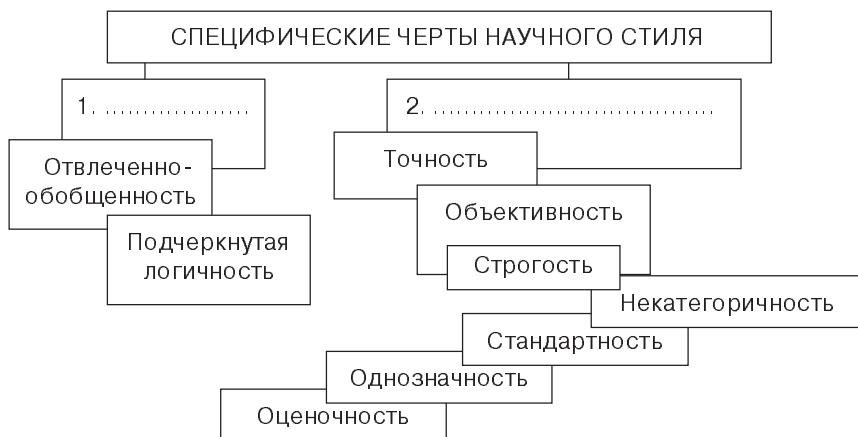 СПЕЦИФИЧЕСКИЕ ЧЕРТЫ НАУЧНОГО СТИЛЯ
1. ....................
2. .....................................
Отвлеченно-
обобщенность
Подчеркнутая
логичность
Точность
Объективность
Строгость
Некатегоричность
Стандартность
Однозначность
Оценочность